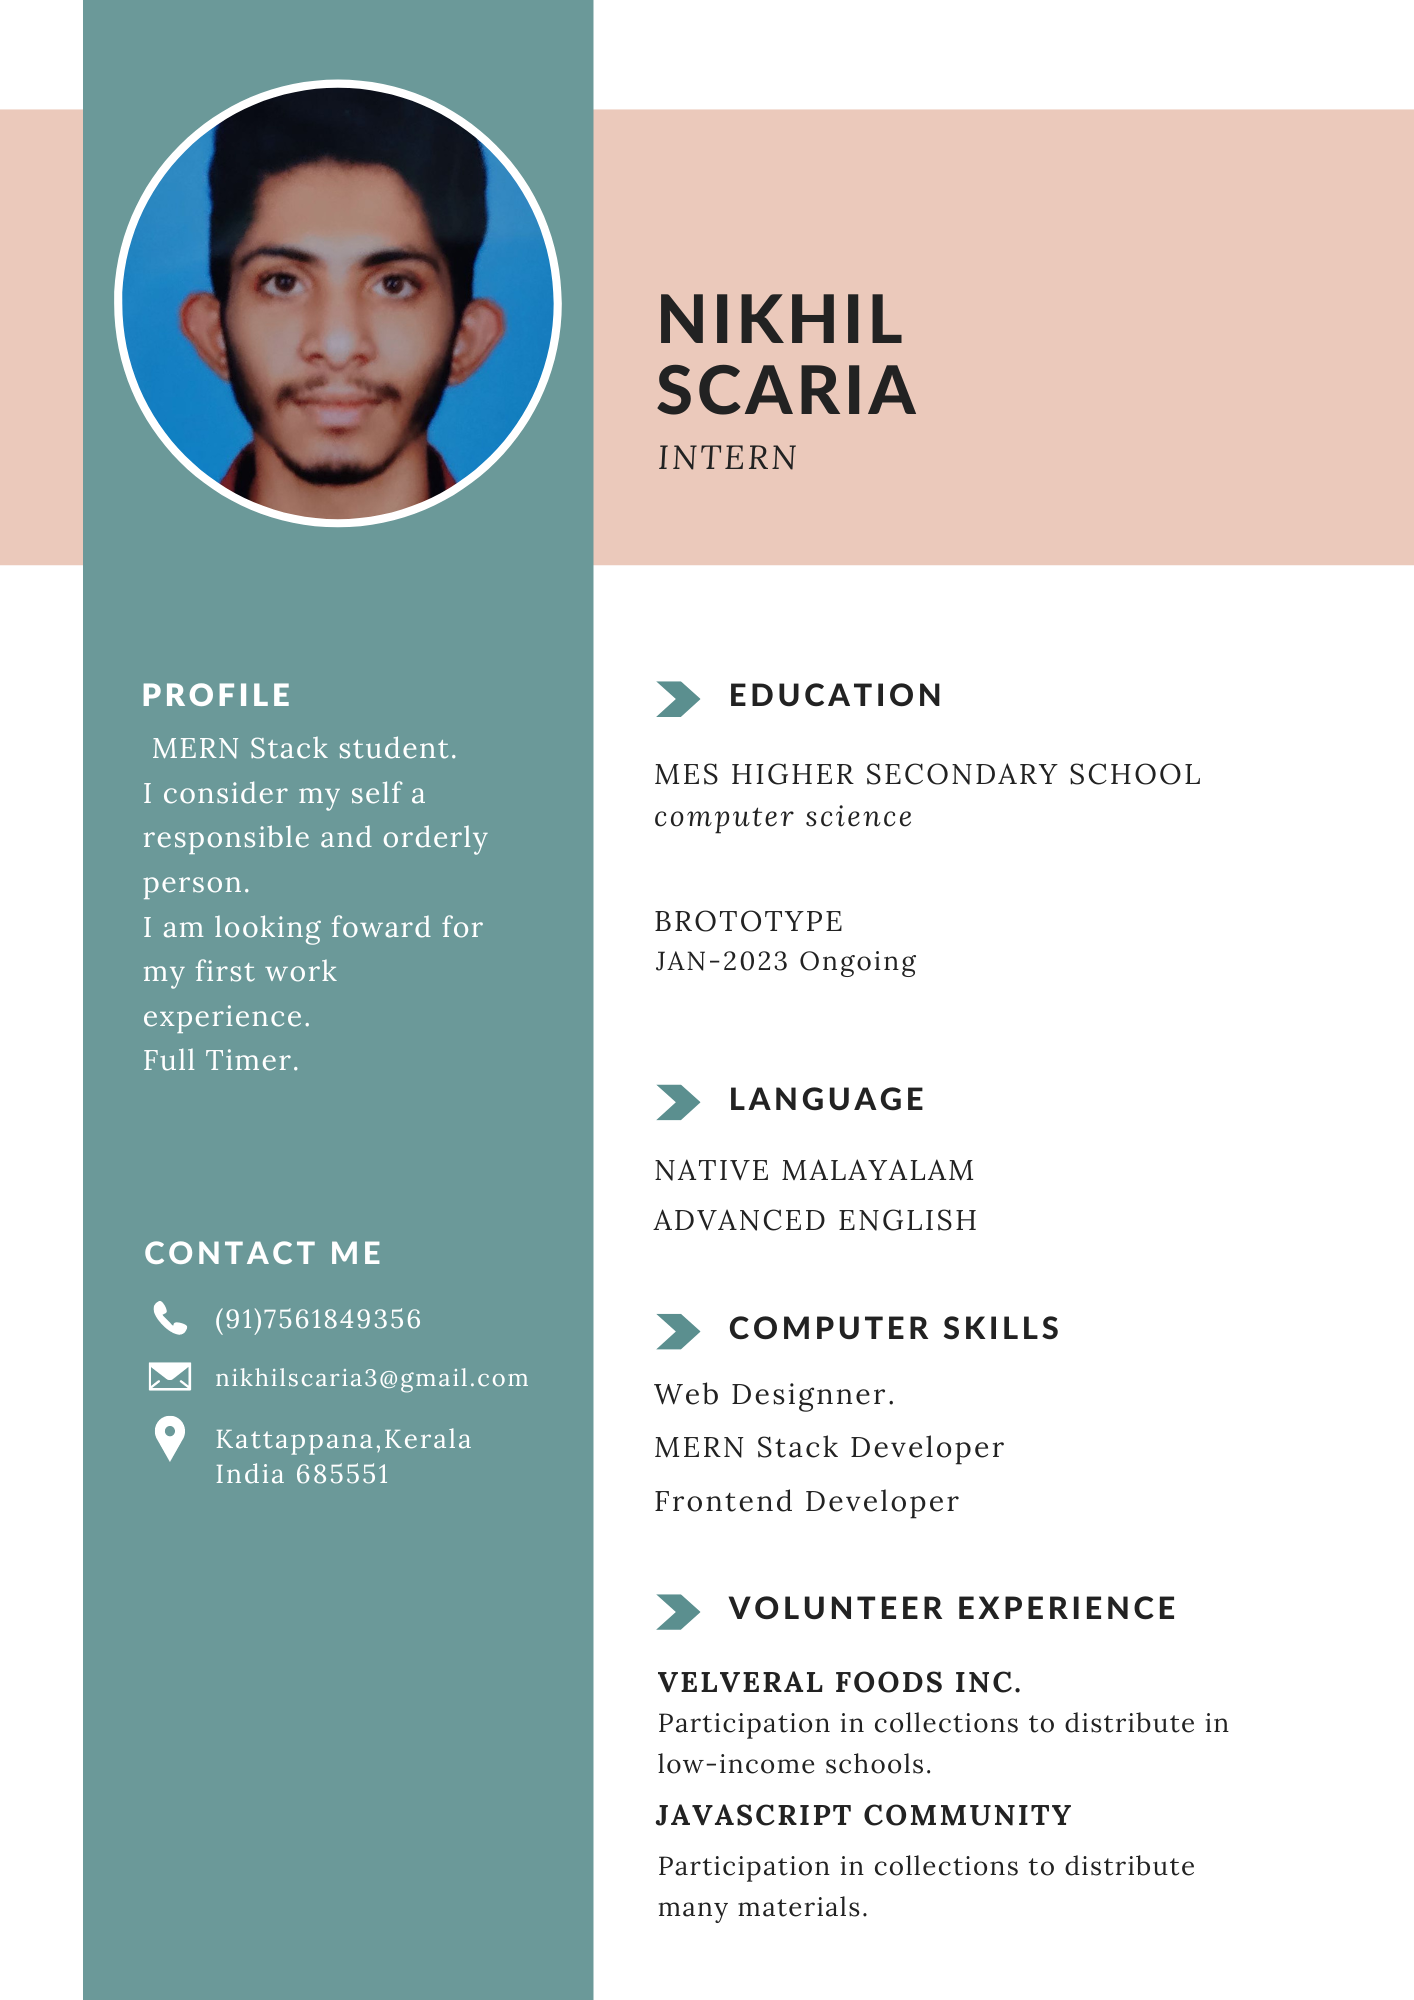 NIKHIL
SCARIA
INTERN
PROFILE
MERN Stack student.
I consider my self a
responsible and orderly
person.
I am looking foward for
my first work
experience.
Full Timer.
CONTACT ME
(91)7561849356
nikhilscaria3@gmail.com
Kattappana,Kerala
India 685551
EDUCATION
MES HIGHER SECONDARY SCHOOL
computer science
BROTOTYPE
JAN-2023 Ongoing
LANGUAGE
NATIVE MALAYALAM
ADVANCED ENGLISH
COMPUTER SKILLS
Web Designner.
MERN Stack Developer
Frontend Developer
VOLUNTEER EXPERIENCE
VELVERAL FOODS INC.
Participation in collections to distribute in
low-income schools.
JAVASCRIPT COMMUNITY
Participation in collections to distribute
many materials.